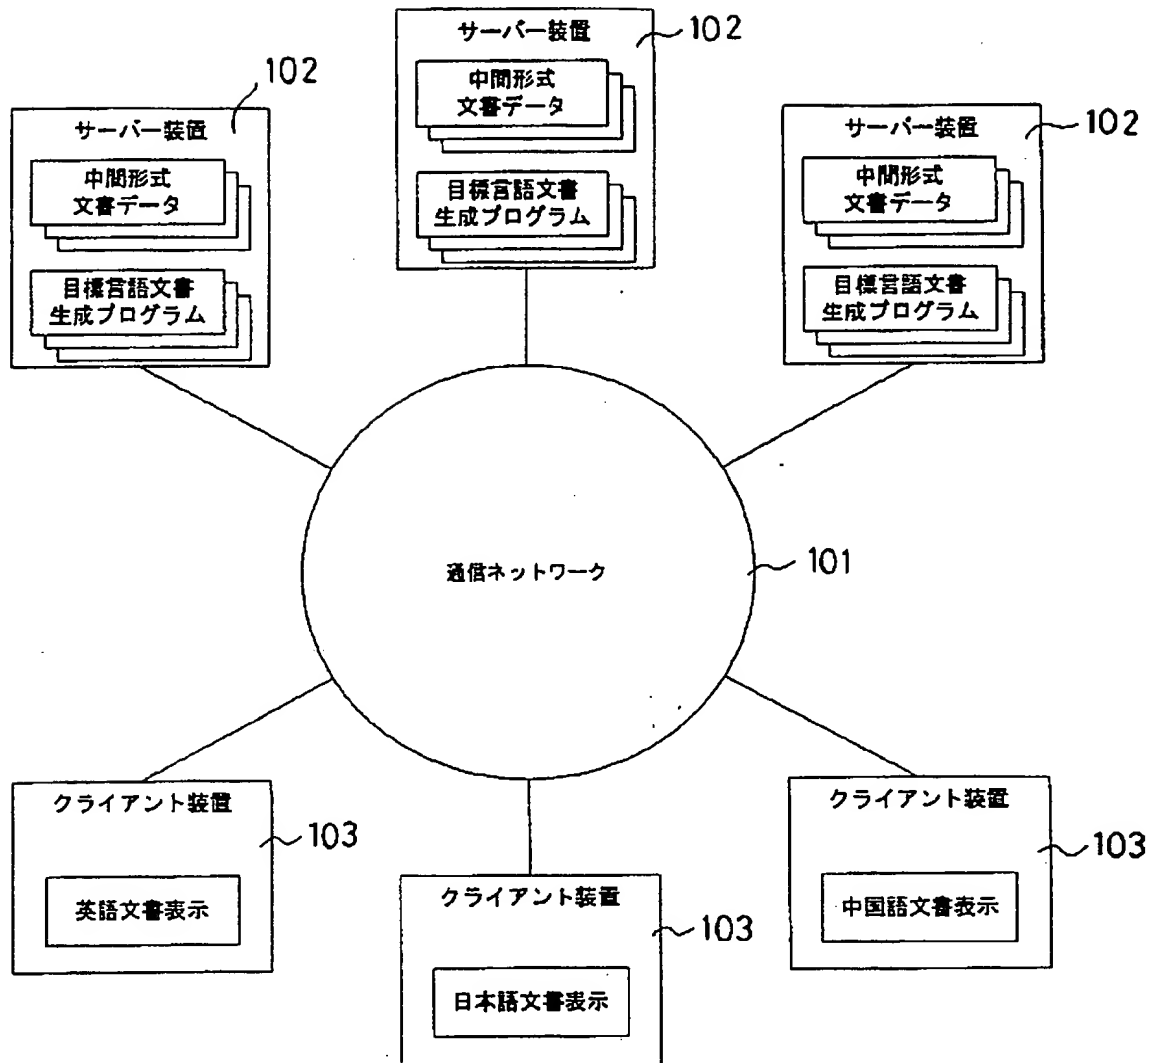 サーバー装置
102
中間形式
文書データ
目標言語文書
生成プログラム
サーバー装置
102
中間形式
文書データ
目標言語文書
生成プログラム
サーバー装置
102
中間形式
文書データ
目標言語文書
生成プログラム
通信ネットワーク
101
クライアント装置
103
英語文書表示
クライアント装置
103
日本語文書表示
クライアント装置
103
中国語文書表示